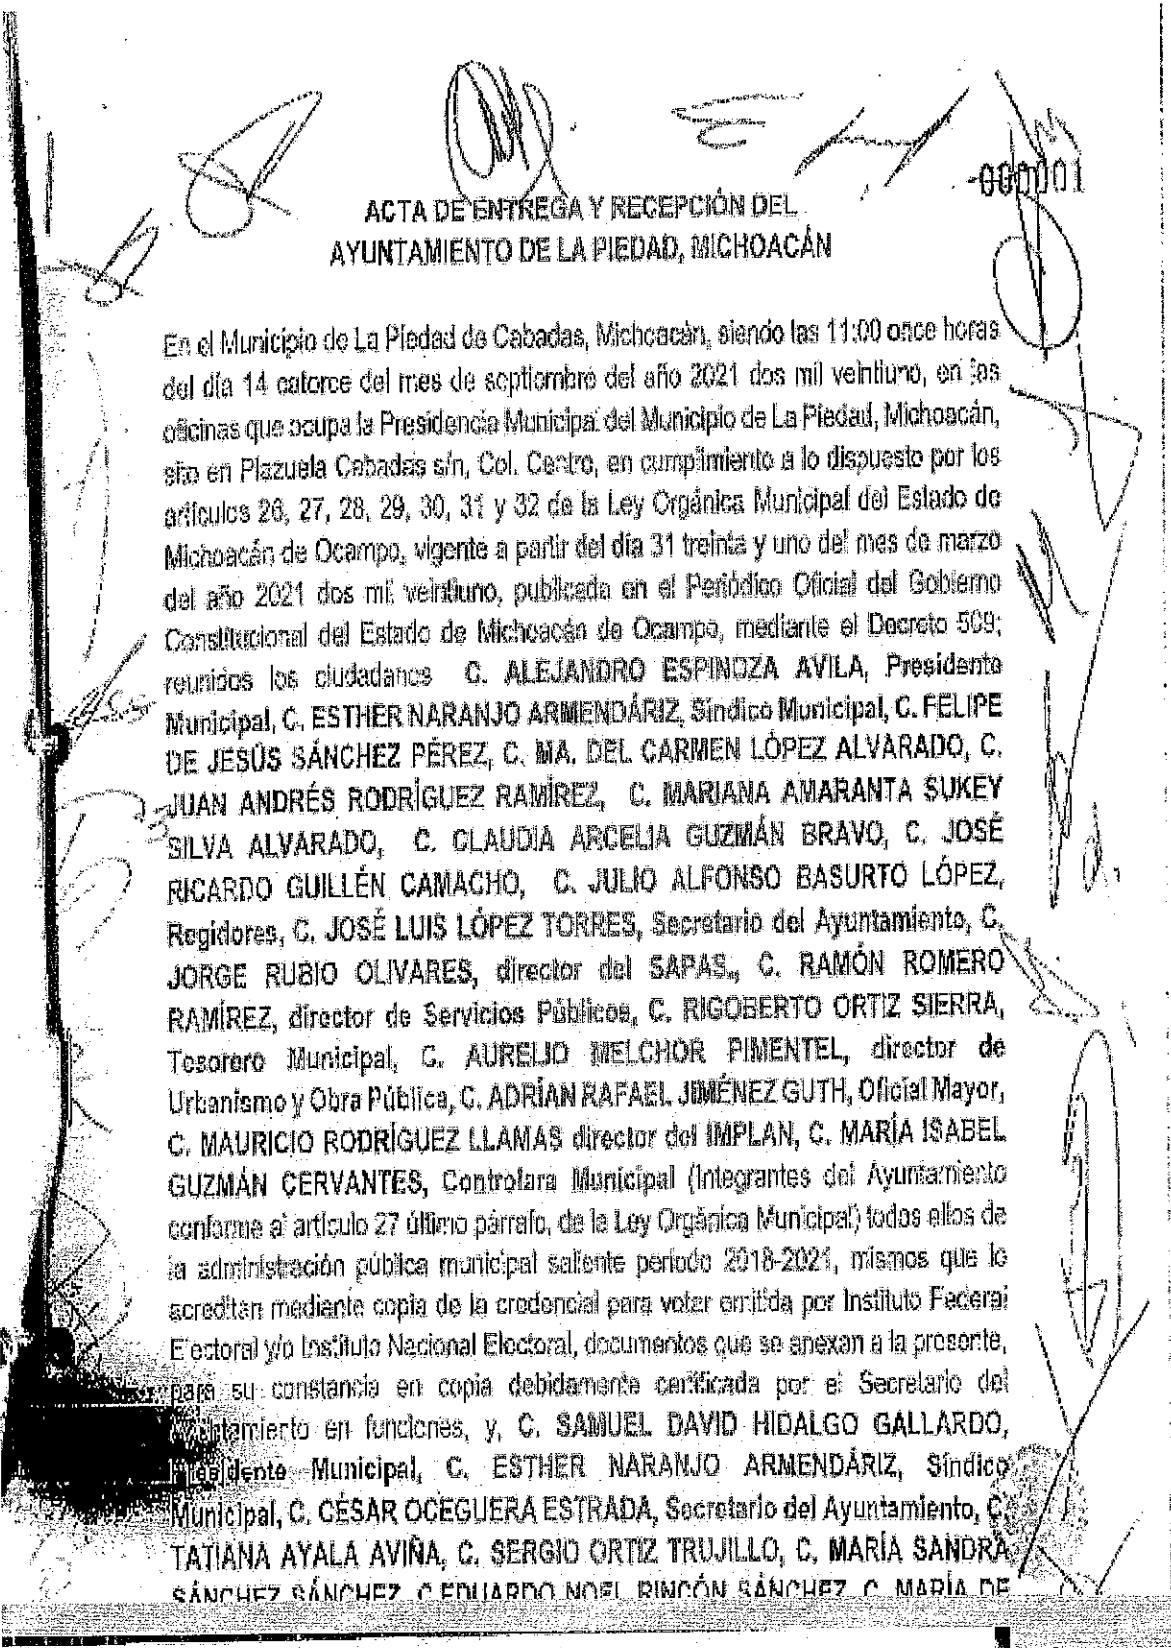 -000001
ACTA DE ENTREGA Y RECEPCIÓN DEL
AYUNTAMIENTO DE LA PIEDAD, MICHOACÁN
En el Municipio de La Piedad de Cabadas, Michoacán, siendo las 11:00 once horas
del día 14 catorce del mes de septiembre del año 2021 dos mil veintiuno, en las
oficinas que ocupa la Presidencia Municipal del Municipio de La Piedad, Michoacán,
sito en Plazuela Cabadas s/n, Col. Centro, en cumplimiento a lo dispuesto por los
artículos 26, 27, 28, 29, 30, 31 y 32 de la Ley Orgánica Municipal del Estado de
Michoacán de Ocampo, vigente a partir del día 31 treinta y uno del mes de marzo
del año 2021 dos mil veintiuno, publicada en el Periódico Oficial del Gobierno
Constitucional del Estado de Michoacán de Ocampo, mediante el Decreto 509;
reunidos los ciudadanos C. ALEJANDRO ESPINOZA AVILA, Presidente
Municipal, C. ESTHER NARANJO ARMENDÁRIZ, Síndico Municipal, C. FELIPE
DE JESÚS SÁNCHEZ PÉREZ, C. MA. DEL CARMEN LÓPEZ ALVARADO, C.
JUAN ANDRÉS RODRÍGUEZ RAMÍREZ, C. MARIANA AMARANTA SUKEY
SILVA ALVARADO, C. CLAUDIA ARCELIA GUZMÁN BRAVO, C. JOSÉ
RICARDO GUILLÉN CAMACHO, C. JULIO ALFONSO BASURTO LÓPEZ,
Regidores, C. JOSÉ LUIS LÓPEZ TORRES, Secretario del Ayuntamiento, C.
JORGE RUBIO OLIVARES, director del SAPAS., C. RAMÓN ROMERO
RAMÍREZ, director de Servicios Públicos, C. RIGOBERTO ORTIZ SIERRA,
Tesorero Municipal, C. AURELIO MELCHOR PIMENTEL, director de
Urbanismo y Obra Pública, C. ADRÍAN RAFAEL JIMÉNEZ GUTH, Oficial Mayor,
C. MAURICIO RODRÍGUEZ LLAMAS director del IMPLAN, C. MARÍA ISABEL
GUZMÁN CERVANTES, Controlara Municipal (Integrantes del Ayuntamiento
conforme al artículo 27 último párrafo, de la Ley Orgánica Municipal) todos ellos de
la administración pública municipal saliente periodo 2018-2021, mismos que lo
acreditan mediante copia de la credencial para votar emitida por Instituto Federal
Electoral y/o Instituto Nacional Electoral, documentos que se anexan a la presente,
para su constancia en copia debidamente certificada por el Secretario del
Ayuntamiento en funciones, y, C. SAMUEL DAVID HIDALGO GALLARDO,
Presidente Municipal, C. ESTHER NARANJO ARMENDÁRIZ, Síndico
Municipal, C. CÉSAR OCEGUERA ESTRADA, Secretario del Ayuntamiento, C.
TATIANA AYALA AVIÑA, C. SERGIO ORTIZ TRUJILLO, C. MARÍA SANDRA
SÁNCHEZ SÁNCHEZ, C. EDUARDO NOEL RINCÓN SÁNCHEZ, C. MARÍA DE